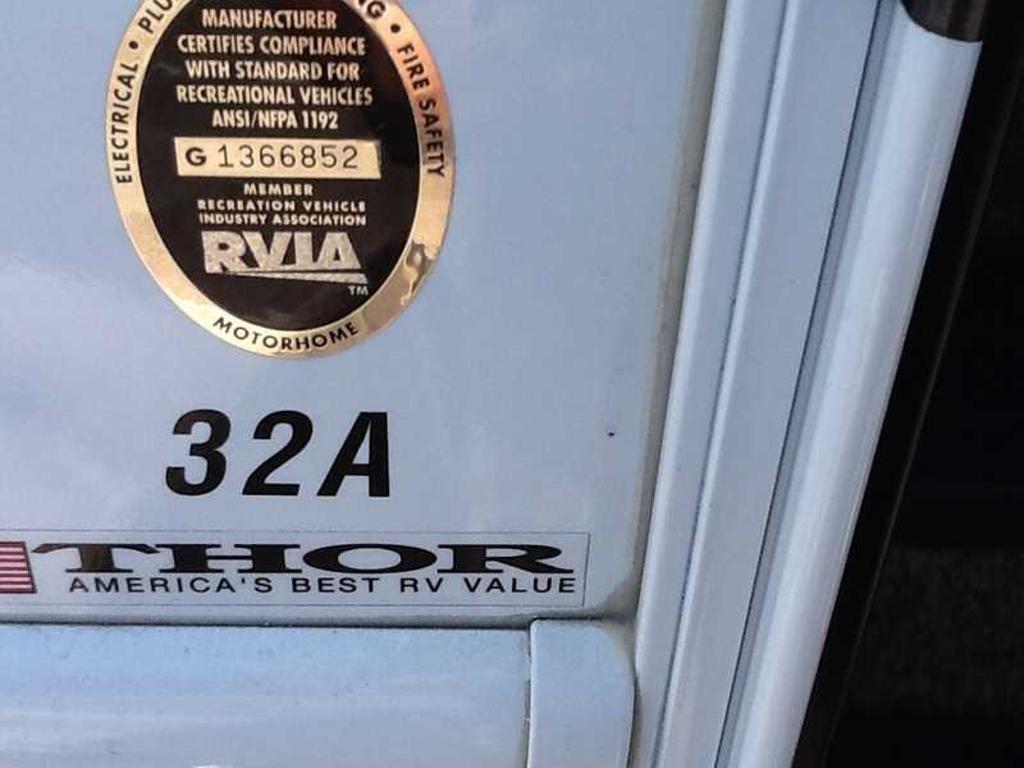 ELECTRICAL •
• FIRE SAFETY
MANUFACTURER
CERTIFIES COMPLIANCE
WITH STANDARD FOR
RECREATIONAL VEHICLES
ANSI/NFPA 1192
G 1366852
MEMBER
RECREATION VEHICLE
INDUSTRY ASSOCIATION
RVIA
TM
MOTORHOME
32A
THOR
AMERICA'S BEST RV VALUE